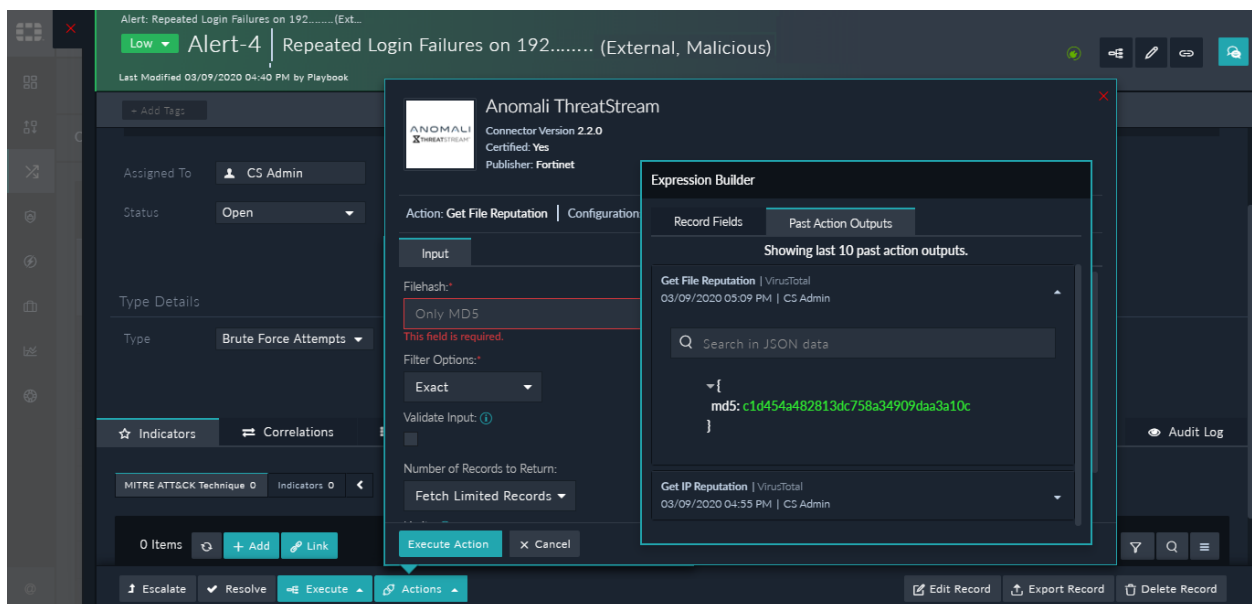 Alert: Repeated Login Failures on 192........(Ext...
Low Alert-4 | Repeated Login Failures on 192........ (External, Malicious)
Last Modified 03/09/2020 04:40 PM by Playbook
+ Add Tags
Assigned To CS Admin
Status Open
Type Details
Type Brute Force Attempts
Indicators Correlations Audit Log
MITRE ATT&CK Technique 0 Indicators 0
0 Items + Add Link
Escalate Resolve Execute Actions Edit Record Export Record Delete Record
ANOMALI
THREATSTREAM
Anomali ThreatStream
Connector Version 2.2.0
Certified: Yes
Publisher: Fortinet
Action: Get File Reputation | Configuration
Input
Filehash:*
Only MD5
This field is required.
Filter Options:*
Exact
Validate Input:
Number of Records to Return:
Fetch Limited Records
Execute Action X Cancel
Expression Builder
Record Fields Past Action Outputs
Showing last 10 past action outputs.
Get File Reputation | VirusTotal
03/09/2020 05:09 PM | CS Admin
Search in JSON data
{
md5: c1d454a482813dc758a34909daa3a10c
}
Get IP Reputation | VirusTotal
03/09/2020 04:55 PM | CS Admin